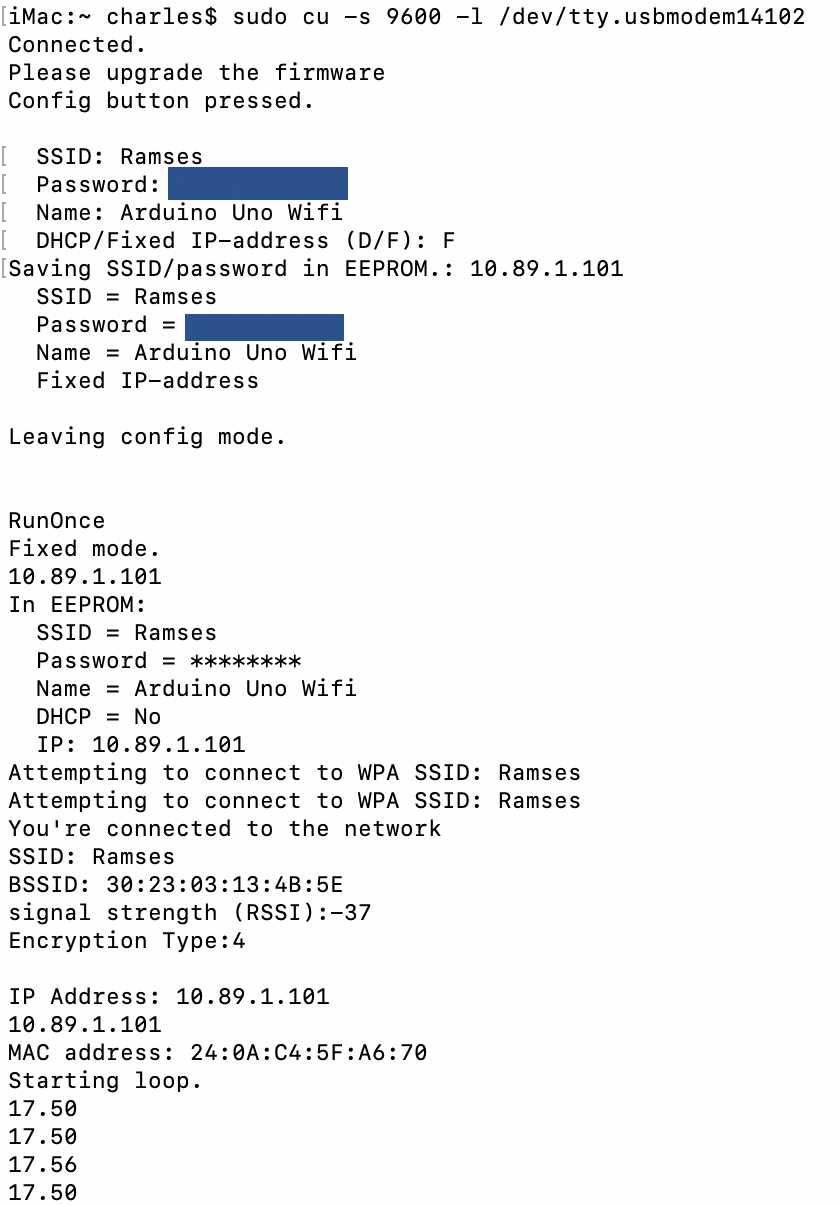 [iMac:~ charles$ sudo cu -s 9600 -l /dev/tty.usbmodem14102
Connected.
Please upgrade the firmware
Config button pressed.
[ SSID: Ramses
[ Password:
[ Name: Arduino Uno Wifi
[ DHCP/Fixed IP-address (D/F): F
[Saving SSID/password in EEPROM.: 10.89.1.101
SSID = Ramses
Password =
Name = Arduino Uno Wifi
Fixed IP-address
Leaving config mode.
RunOnce
Fixed mode.
10.89.1.101
In EEPROM:
SSID = Ramses
Password = ********
Name = Arduino Uno Wifi
DHCP = No
IP: 10.89.1.101
Attempting to connect to WPA SSID: Ramses
Attempting to connect to WPA SSID: Ramses
You're connected to the network
SSID: Ramses
BSSID: 30:23:03:13:4B:5E
signal strength (RSSI):-37
Encryption Type:4
IP Address: 10.89.1.101
10.89.1.101
MAC address: 24:0A:C4:5F:A6:70
Starting loop.
17.50
17.50
17.56
17.50